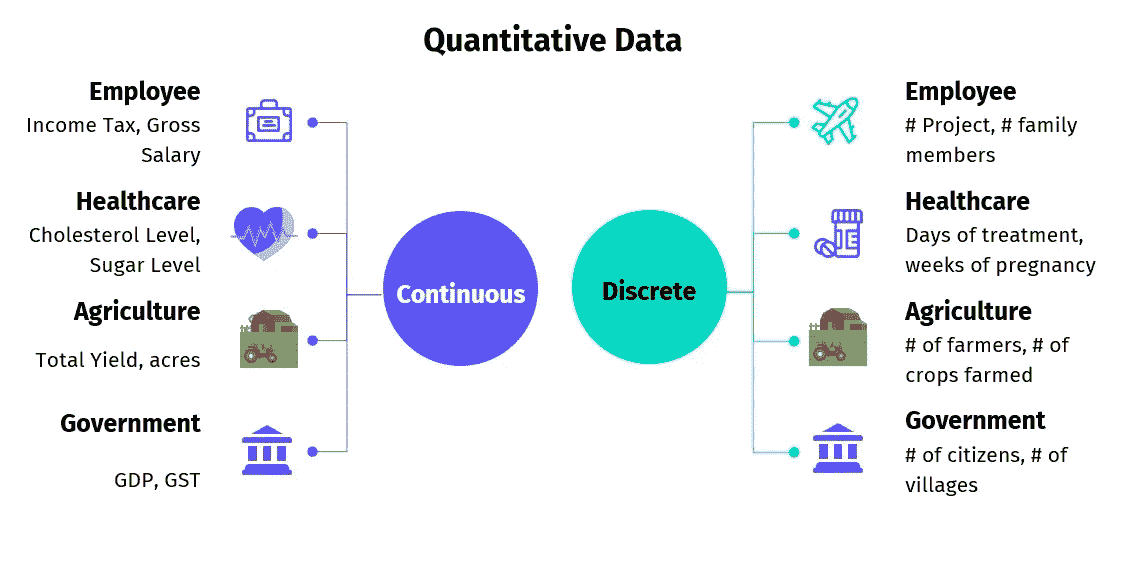 Quantitative Data
Employee
Income Tax, Gross
Salary
Healthcare
Cholesterol Level,
Sugar Level
Agriculture
Total Yield, acres
Government
GDP, GST
Continuous
Discrete
Employee
# Project, # family
members
Healthcare
Days of treatment,
weeks of pregnancy
Agriculture
# of farmers, # of
crops farmed
Government
# of citizens, # of
villages